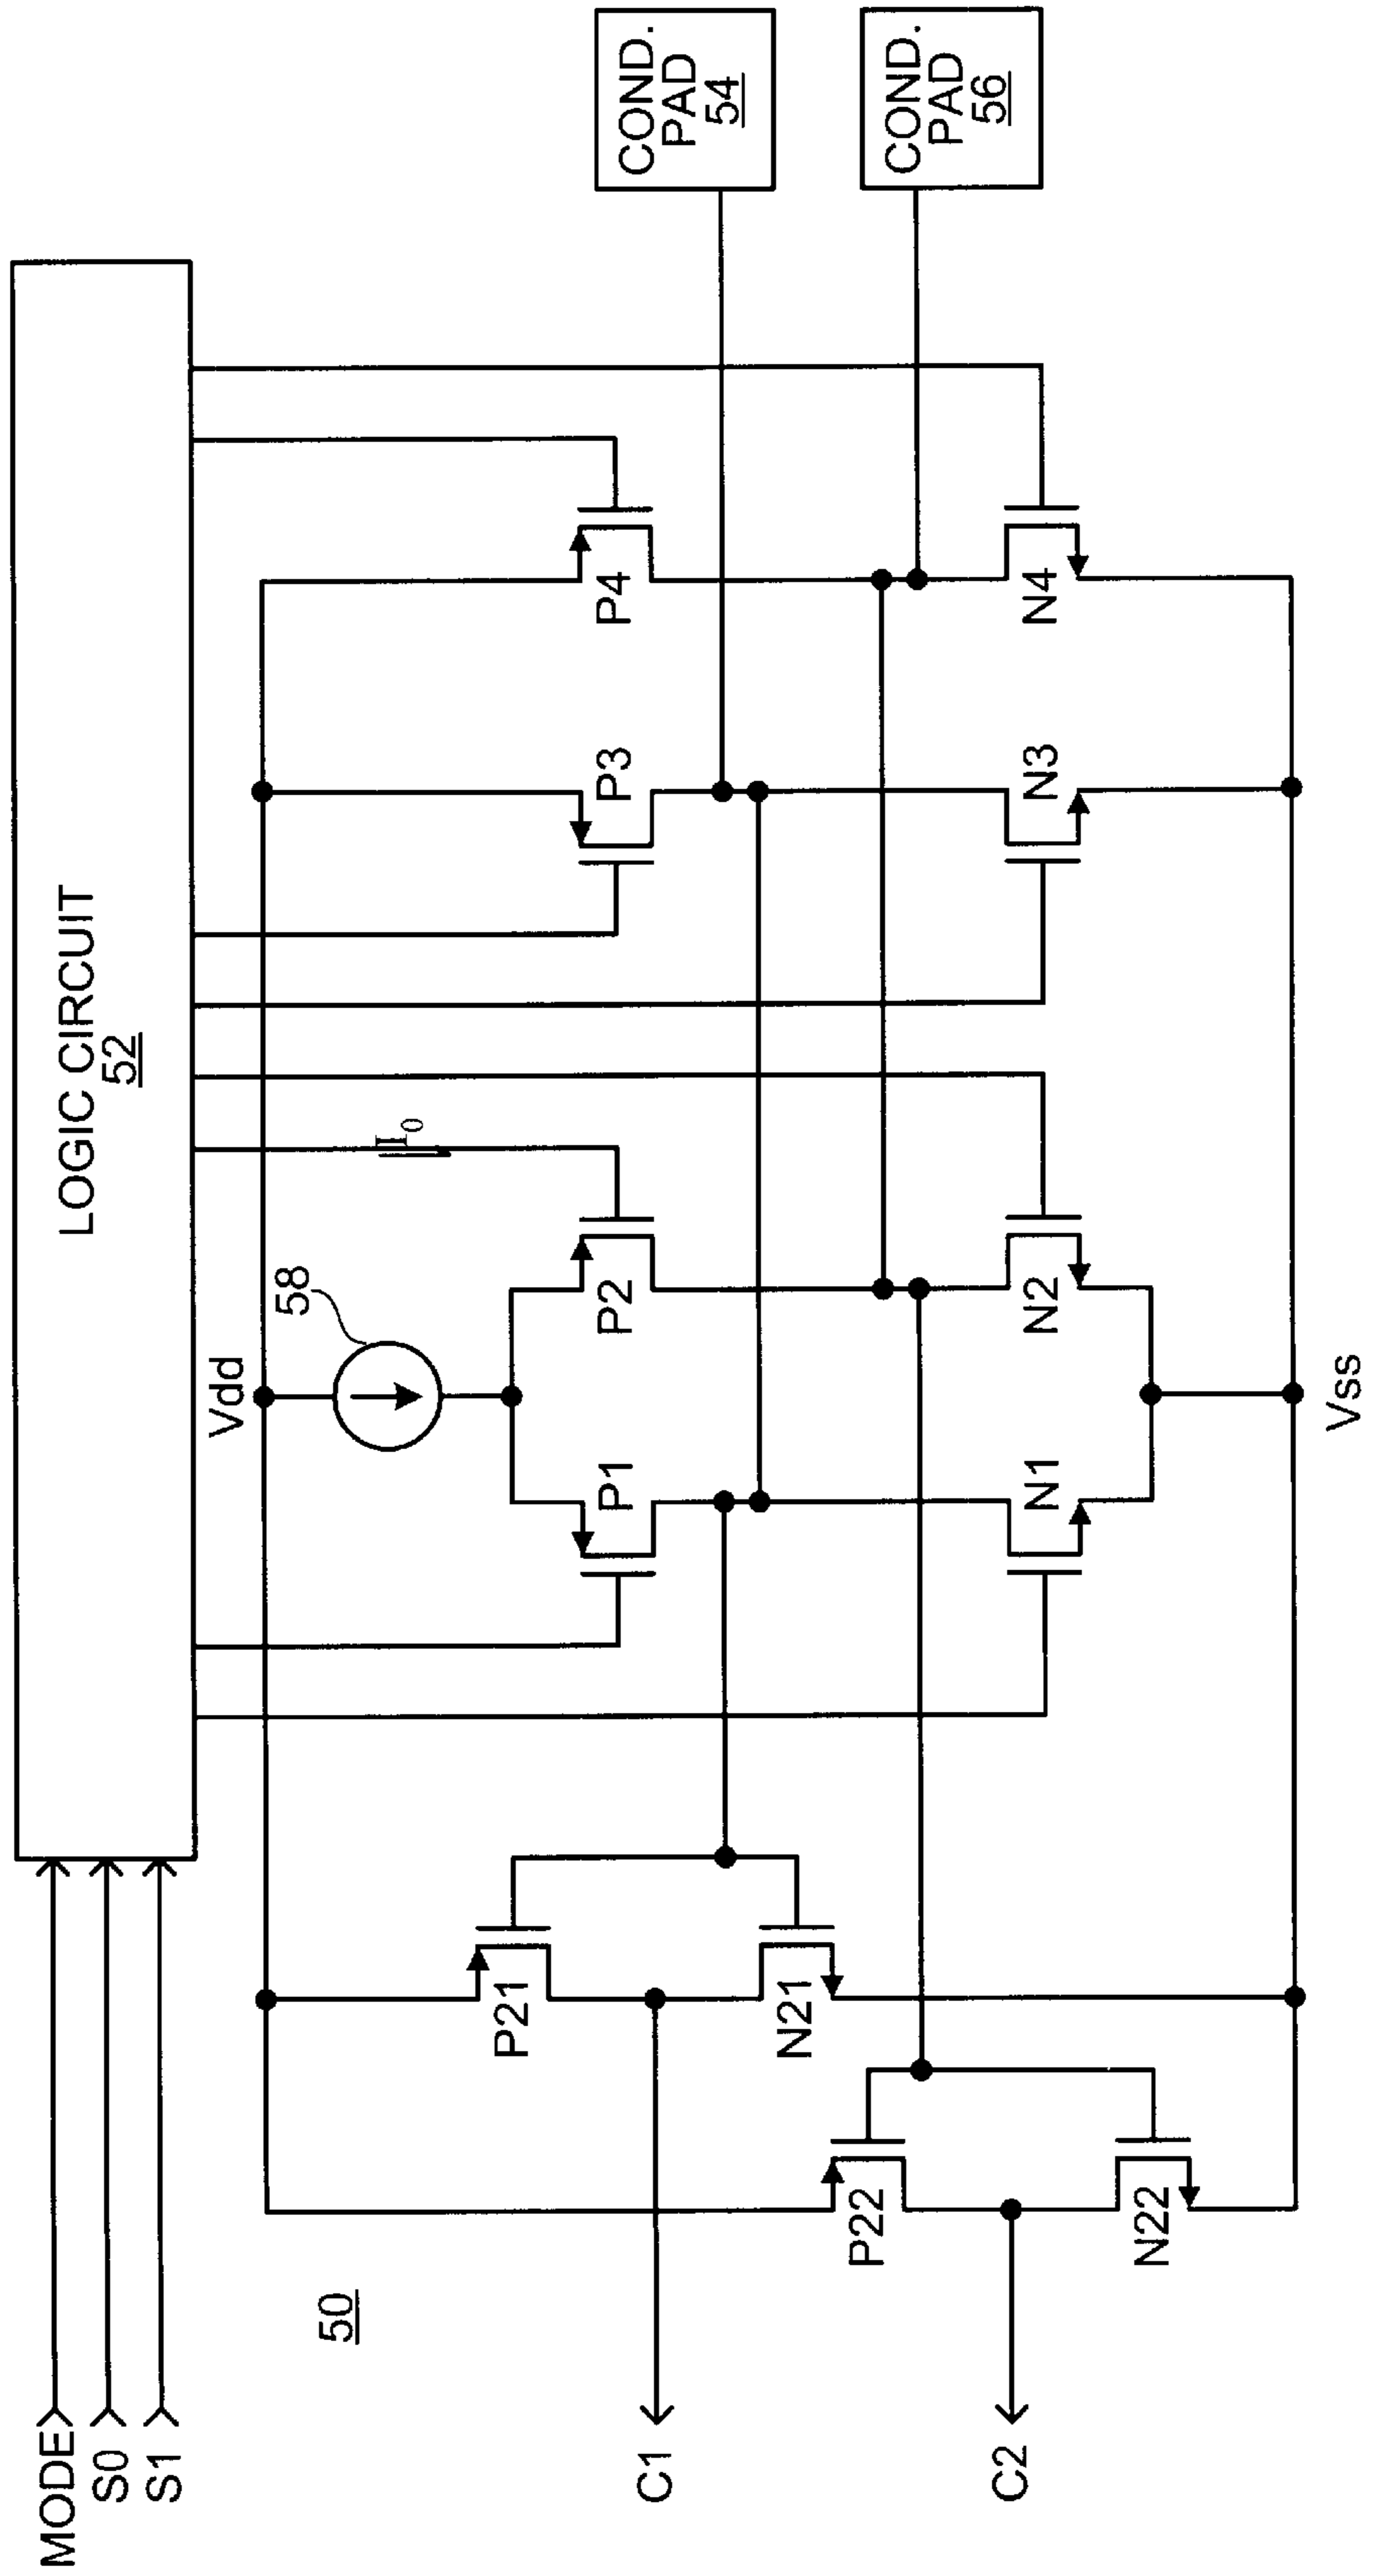 MODE
S0
S1
LOGIC CIRCUIT
52
50
Vdd
58
I0
P21
P1
P2
P3
P4
COND.
PAD
54
C1
N21
P22
COND.
PAD
56
C2
N22
N1
N2
N3
N4
Vss